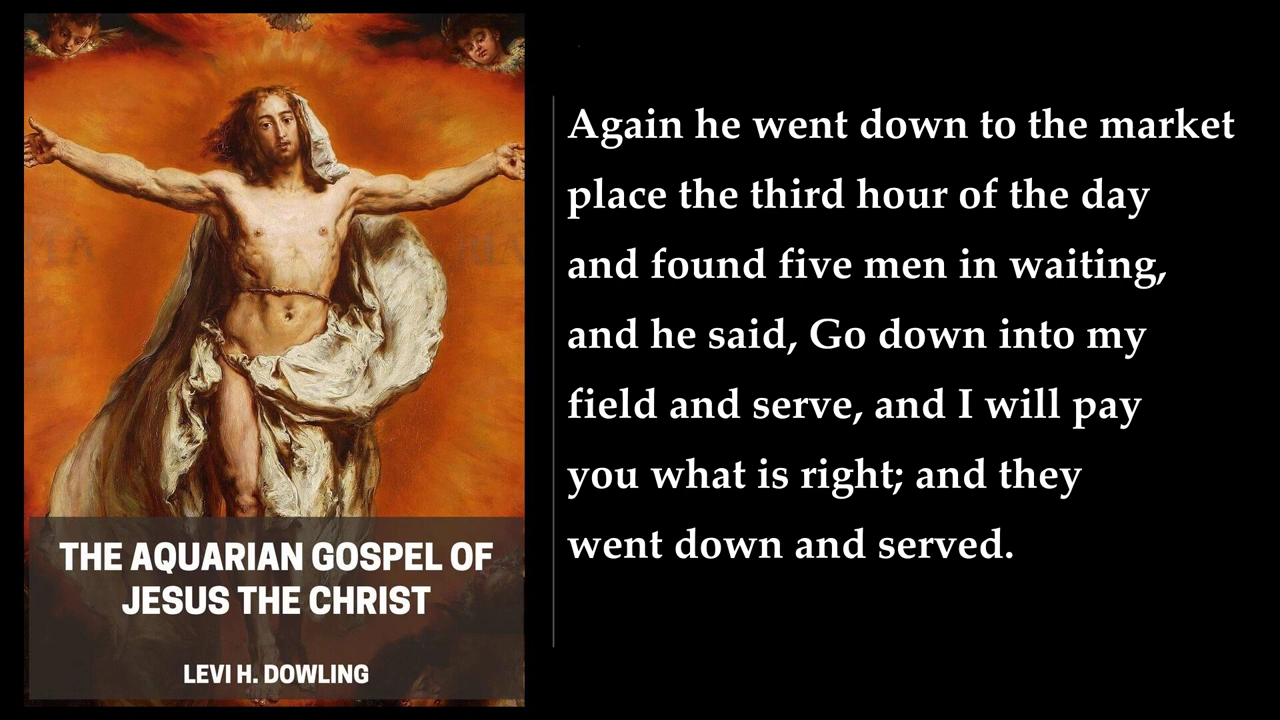 THE AQUARIAN GOSPEL OF
JESUS THE CHRIST
LEVI H. DOWLING
Again he went down to the market
place the third hour of the day
and found five men in waiting,
and he said, Go down into my
field and serve, and I will pay
you what is right; and they
went down and served.